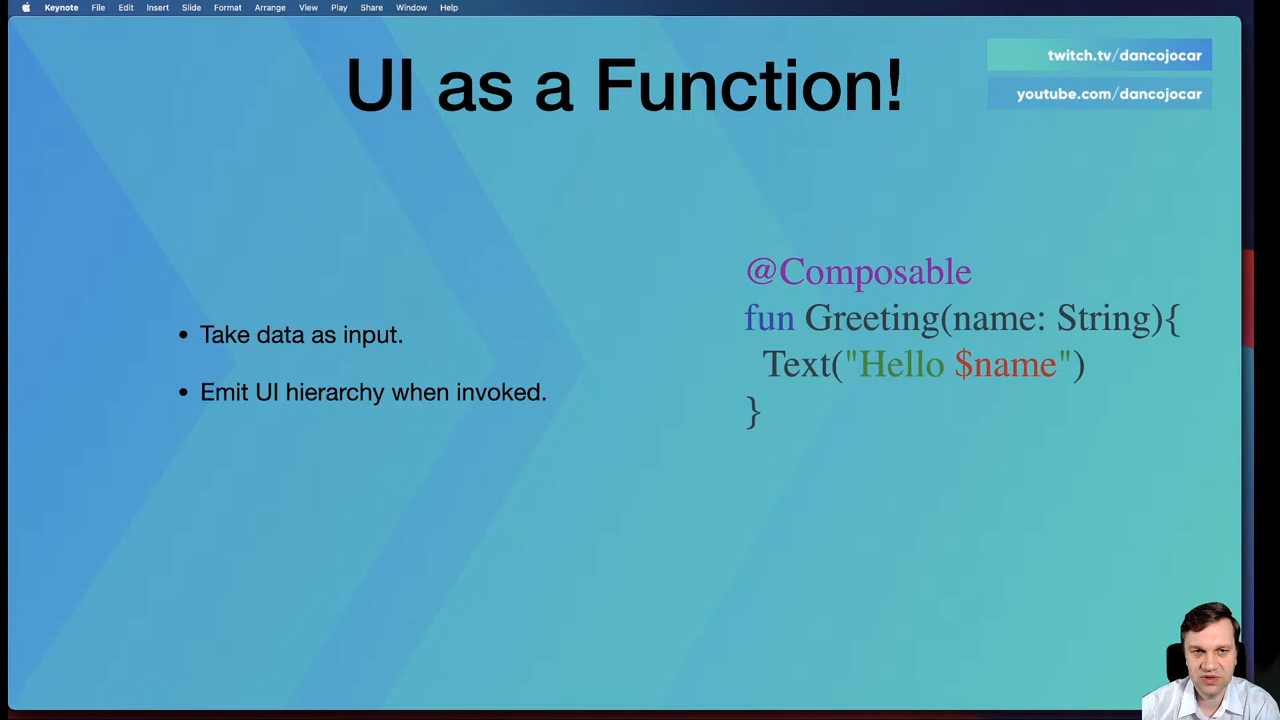 Keynote File Edit Insert Slide Format Arrange View Play Share Window Help
UI as a Function!
twitch.tv/dancojocar
youtube.com/dancojocar
• Take data as input.
• Emit UI hierarchy when invoked.
@Composable
fun Greeting(name: String){
Text("Hello $name")
}